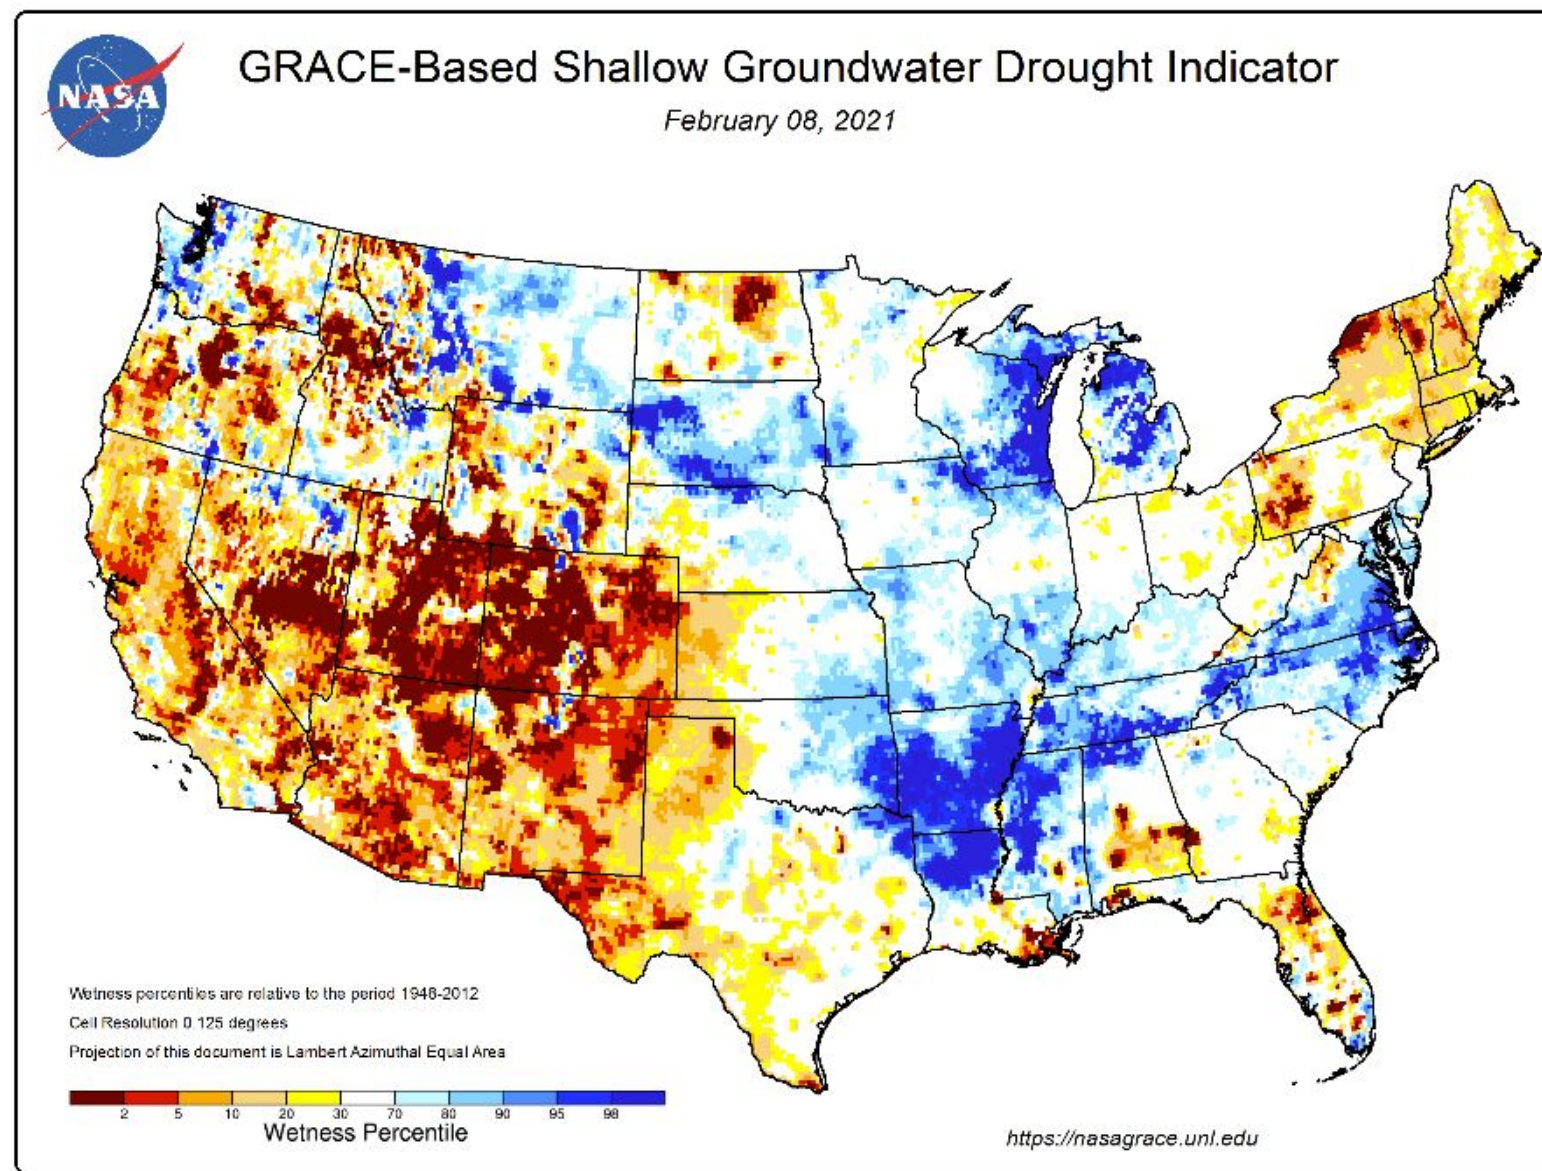 NASA
GRACE-Based Shallow Groundwater Drought Indicator
February 08, 2021
Wetness percentiles are relative to the period 1948-2012
Cell Resolution 0.125 degrees
Projection of this document is Lambert Azimuthal Equal Area
2 5 10 20 30 70 80 90 95 98
Wetness Percentile
https://nasagrace.unl.edu